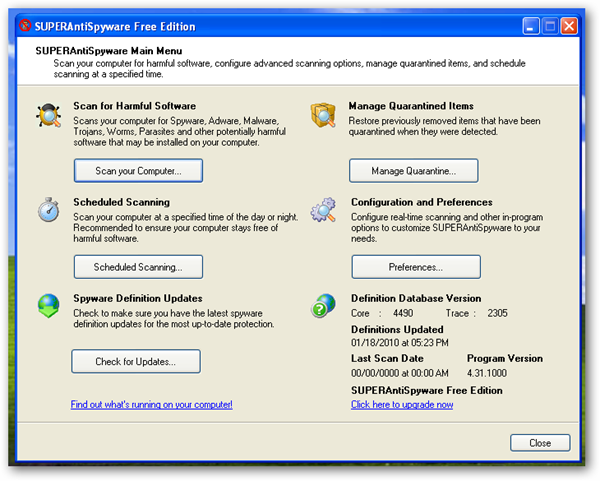 SUPERAntiSpyware Free Edition
SUPERAntiSpyware Main Menu
Scan your computer for harmful software, configure advanced scanning options, manage quarantined items, and schedule
scanning at a specified time.
Scan for Harmful Software
Scans your computer for Spyware, Adware, Malware,
Trojans, Worms, Parasites and other potentially harmful
software that may be installed on your computer.
Scan your Computer...
Manage Quarantined Items
Restore previously removed items that have been
quarantined when they were detected.
Manage Quarantine...
Scheduled Scanning
Scan your computer at a specified time of the day or night.
Recommended to ensure your computer stays free of
harmful software.
Scheduled Scanning...
Configuration and Preferences
Configure real-time scanning and other in-program
options to customize SUPERAntiSpyware to your
needs.
Preferences...
Spyware Definition Updates
Check to make sure you have the latest spyware
definition updates for the most up-to-date protection.
Check for Updates...
Find out what's running on your computer!
Definition Database Version
Core : 4490 Trace : 2305
Definitions Updated
01/18/2010 at 05:23 PM
Last Scan Date Program Version
00/00/0000 at 00:00 AM 4.31.1000
SUPERAntiSpyware Free Edition
Click here to upgrade now
Close